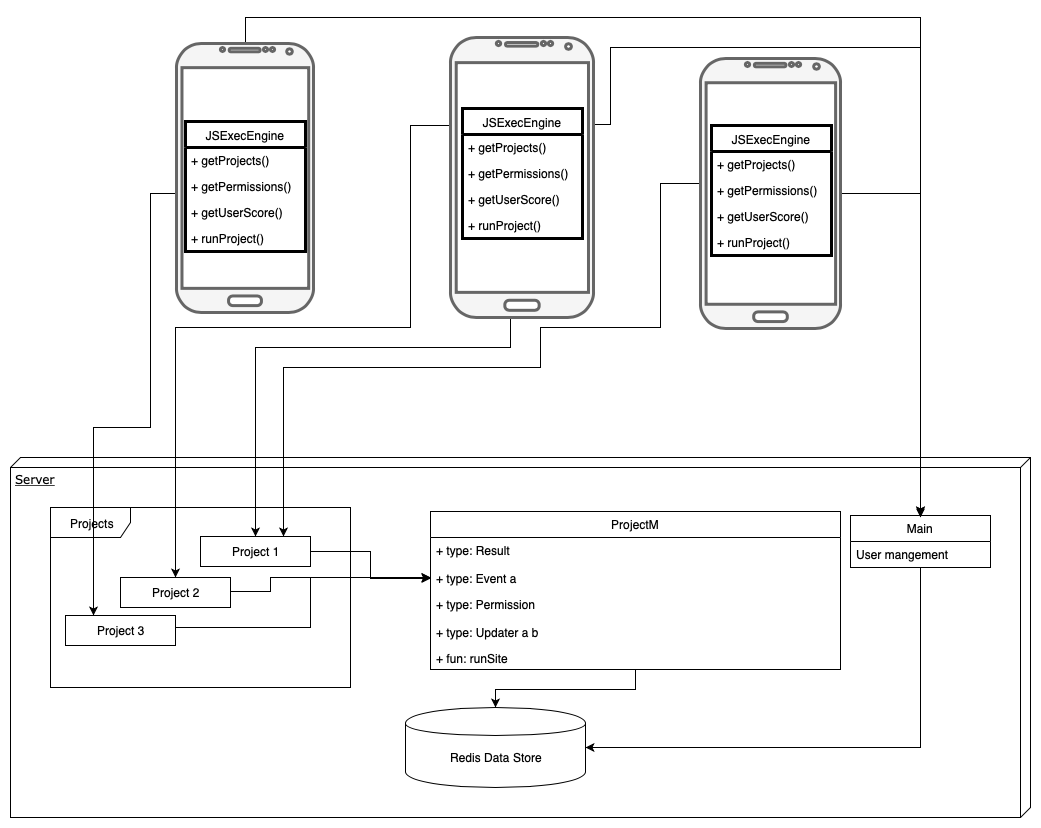 JSExecEngine
+ getProjects()
+ getPermissions()
+ getUserScore()
+ runProject()
JSExecEngine
+ getProjects()
+ getPermissions()
+ getUserScore()
+ runProject()
JSExecEngine
+ getProjects()
+ getPermissions()
+ getUserScore()
+ runProject()
Server
Projects
Project 1
Project 2
Project 3
ProjectM
+ type: Result
+ type: Event a
+ type: Permission
+ type: Updater a b
+ fun: runSite
Main
User mangement
Redis Data Store